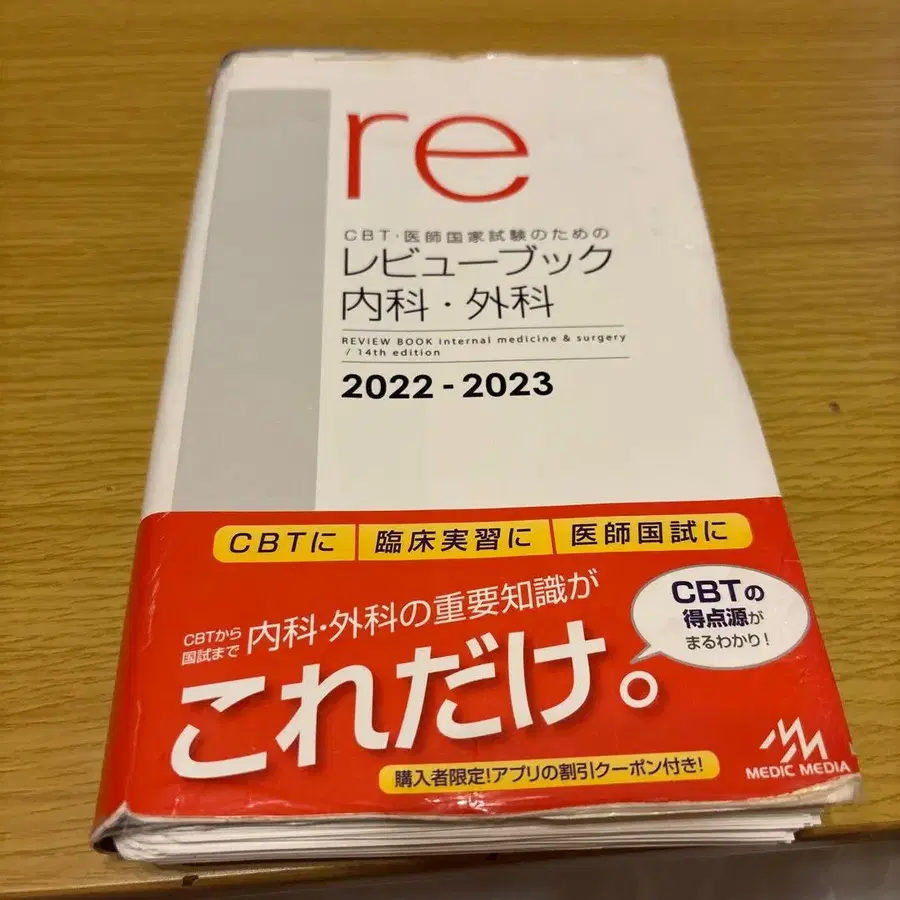 re
CBT・医師国家試験のための
レビューブック
内科・外科
REVIEW BOOK internal medicine & surgery
/ 14th edition
2022-2023
CBTに 臨床実習に 医師国試に
CBTから
国試まで
内科・外科の重要知識が
これだけ。
CBTの
得点源が
まるわかり!
購入者限定!アプリの割引クーポン付き!
MEDIC MEDIA